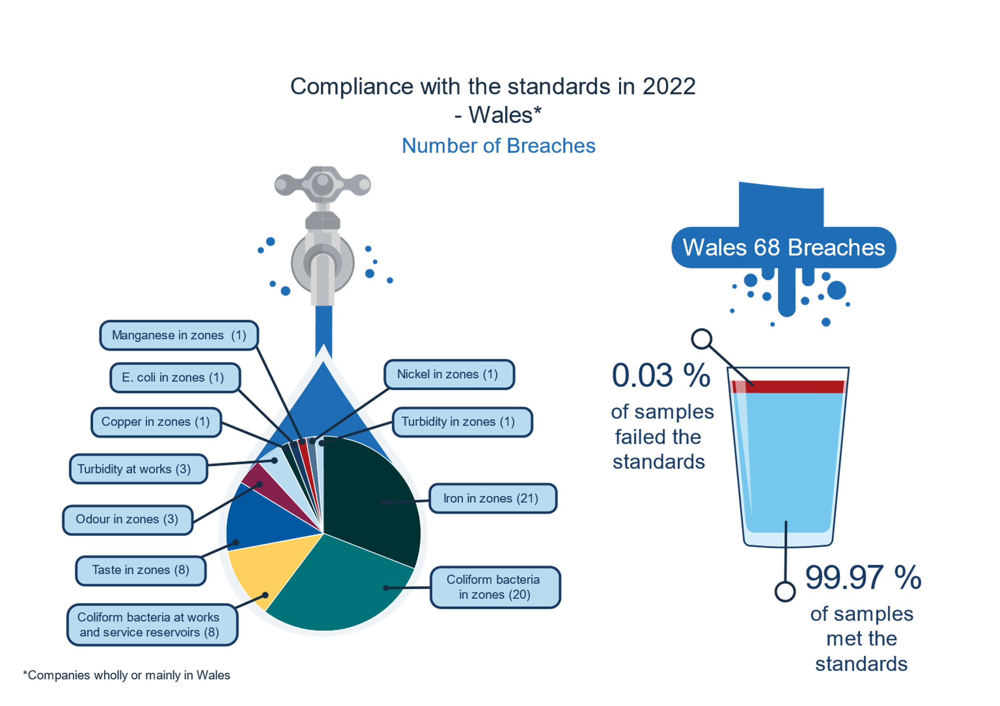 Compliance with the standards in 2022
- Wales*
Number of Breaches
Wales 68 Breaches
Manganese in zones (1)
E. coli in zones (1)
Copper in zones (1)
Turbidity at works (3)
Odour in zones (3)
Taste in zones (8)
Coliform bacteria at works
and service reservoirs (8)
Nickel in zones (1)
Turbidity in zones (1)
Iron in zones (21)
Coliform bacteria
in zones (20)
0.03 %
of samples
failed the
standards
99.97 %
of samples
met the
standards
*Companies wholly or mainly in Wales